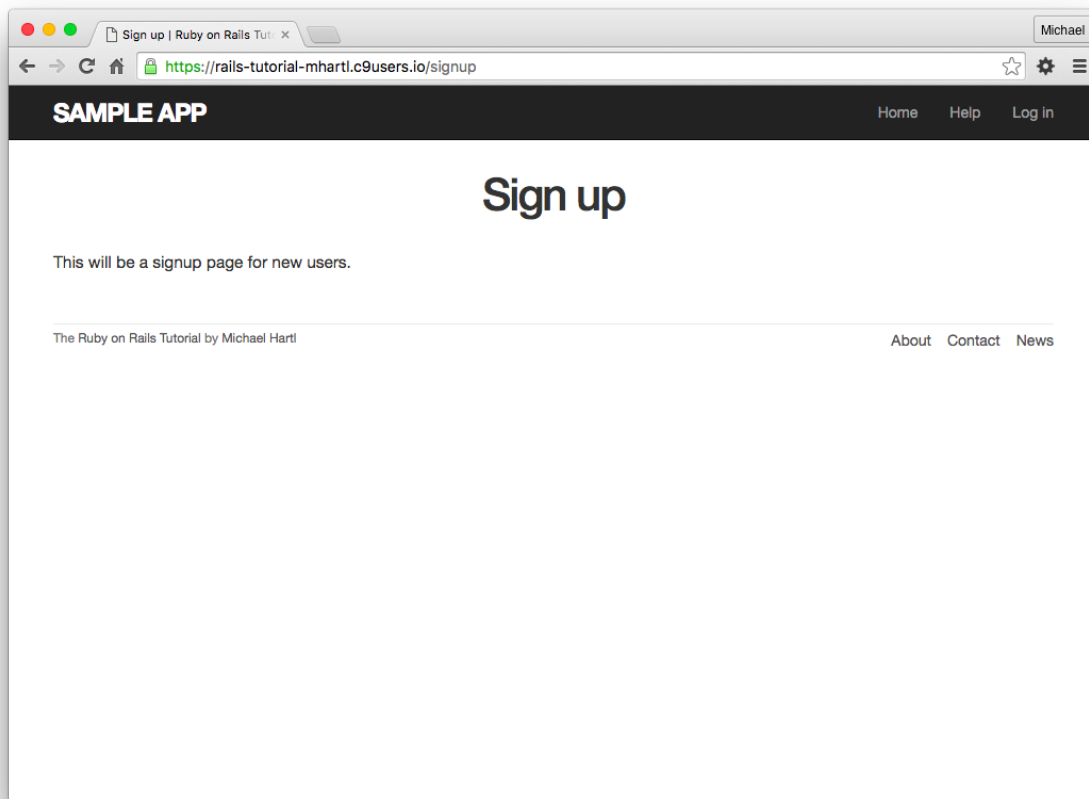 Sign up | Ruby on Rails Tut
Michael
https://rails-tutorial-mhartl.c9users.io/signup
SAMPLE APP
Home Help Log in
Sign up
This will be a signup page for new users.
The Ruby on Rails Tutorial by Michael Hartl
About Contact News